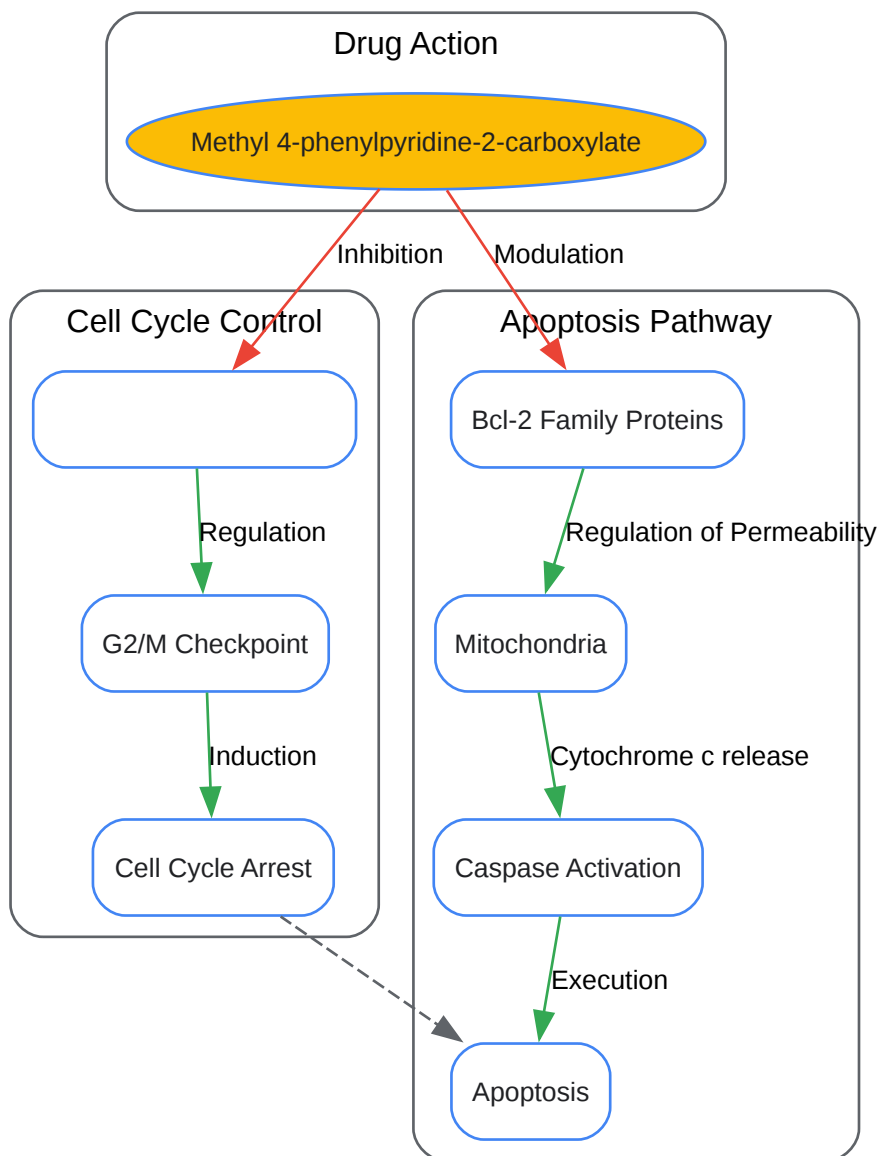 Drug Action
Methyl 4-phenylpyridine-2-carboxylate
Inhibition
Modulation
Cell Cycle Control
Apoptosis Pathway
Bcl-2 Family Proteins
Regulation
Regulation of Permeability
G2/M Checkpoint
Mitochondria
Induction
Cytochrome c release
Cell Cycle Arrest
Caspase Activation
Execution
Apoptosis